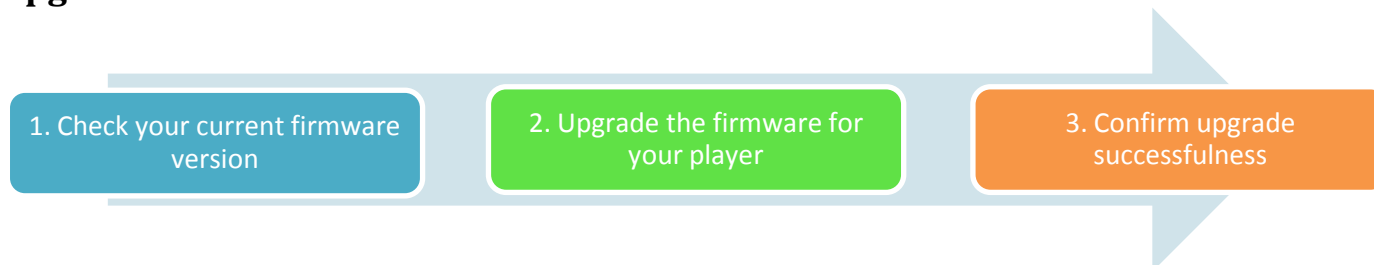 1. Check your current firmware
version
2. Upgrade the firmware for
your player
3. Confirm upgrade
successfulness